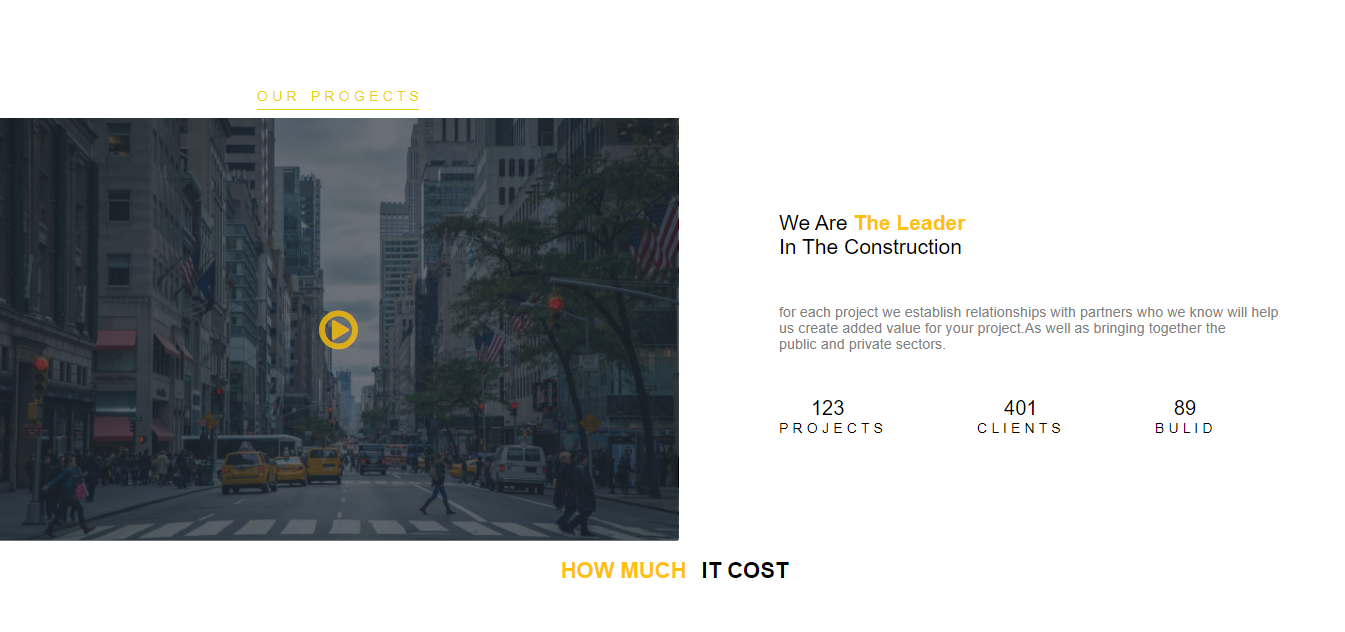 OUR PROGECTS
We Are The Leader
In The Construction
for each project we establish relationships with partners who we know will help
us create added value for your project.As well as bringing together the
public and private sectors.
123 401 89
PROJECTS CLIENTS BULID
HOW MUCH IT COST